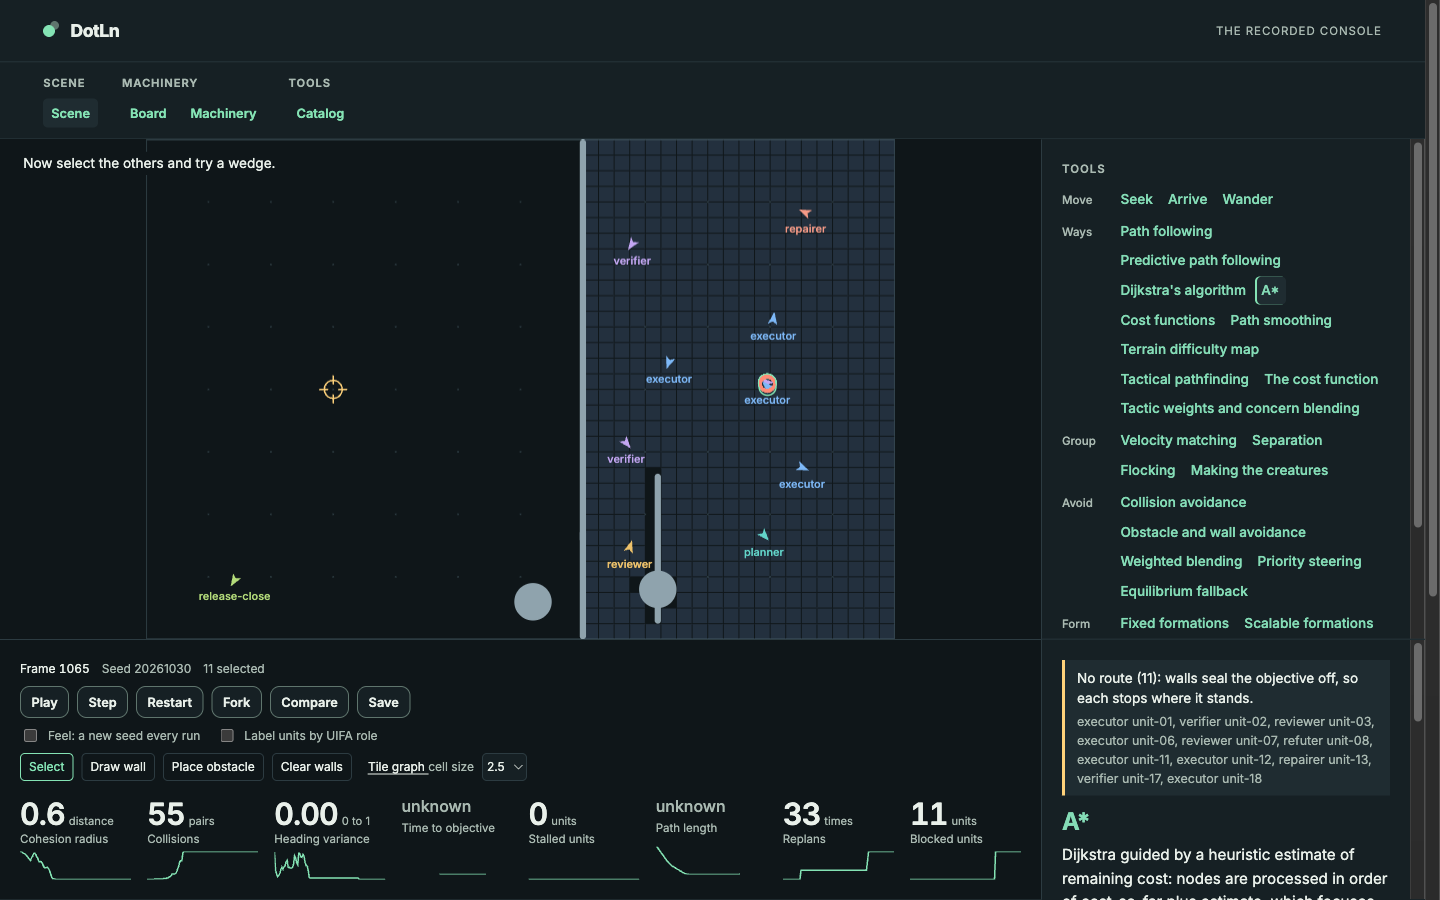 DotLn
THE RECORDED CONSOLE
SCENE
MACHINERY
TOOLS
Scene
Board
Machinery
Catalog
Now select the others and try a wedge.
repairer
verifier
executor
executor
executor
verifier
executor
planner
reviewer
release-close
TOOLS
Move
Seek
Arrive
Wander
Ways
Path following
Predictive path following
Dijkstra's algorithm
A*
Cost functions
Path smoothing
Terrain difficulty map
Tactical pathfinding
The cost function
Tactic weights and concern blending
Group
Velocity matching
Separation
Flocking
Making the creatures
Avoid
Collision avoidance
Obstacle and wall avoidance
Weighted blending
Priority steering
Equilibrium fallback
Form
Fixed formations
Scalable formations
Frame 1065
Seed 20261030
11 selected
Play
Step
Restart
Fork
Compare
Save
Feel: a new seed every run
Label units by UIFA role
Select
Draw wall
Place obstacle
Clear walls
Tile graph cell size
2.5
0.6 distance
Cohesion radius
55 pairs
Collisions
0.00 0 to 1
Heading variance
unknown
Time to objective
0 units
Stalled units
unknown
Path length
33 times
Replans
11 units
Blocked units
No route (11): walls seal the objective off, so
each stops where it stands.
executor unit-01, verifier unit-02, reviewer unit-03,
executor unit-06, reviewer unit-07, refuter unit-08,
executor unit-11, executor unit-12, repairer unit-13,
verifier unit-17, executor unit-18
A*
Dijkstra guided by a heuristic estimate of
remaining cost: nodes are processed in order
of cost-so-far plus estimate, which focuses